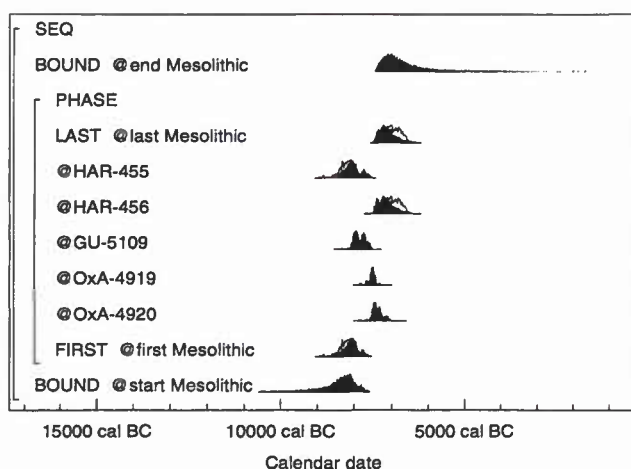 SEQ
BOUND @end Mesolithic
PHASE
LAST @last Mesolithic
@HAR-455
@HAR-456
@GU-5109
@OxA-4919
@OxA-4920
FIRST @first Mesolithic
BOUND @start Mesolithic
15000 cal BC 10000 cal BC 5000 cal BC
Calendar date